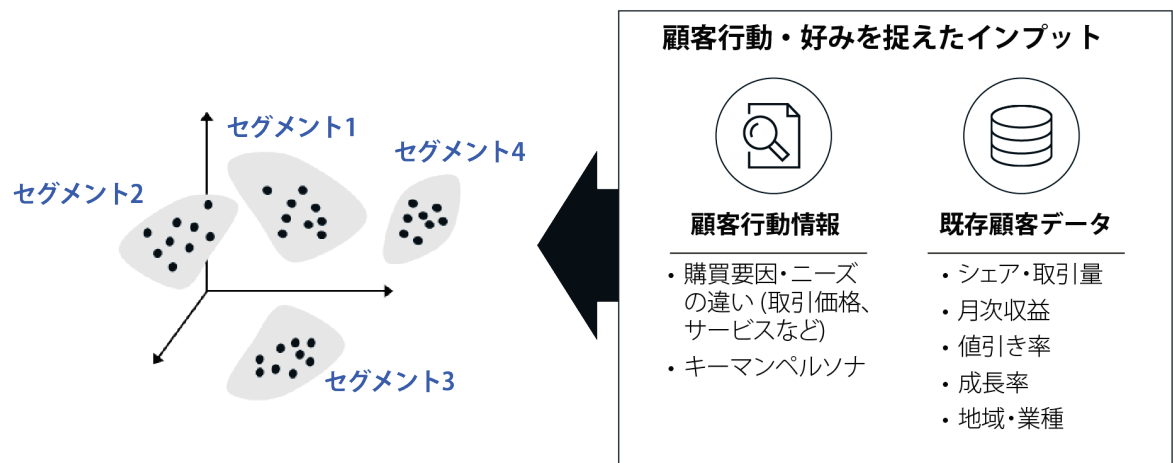 顧客行動・好みを捉えたインプット
セグメント1
セグメント4
セグメント2
セグメント3
顧客行動情報
• 購買要因・ニーズ
の違い (取引価格、
サービスなど)
• キーマンペルソナ
既存顧客データ
• シェア・取引量
• 月次収益
• 値引き率
• 成長率
• 地域・業種